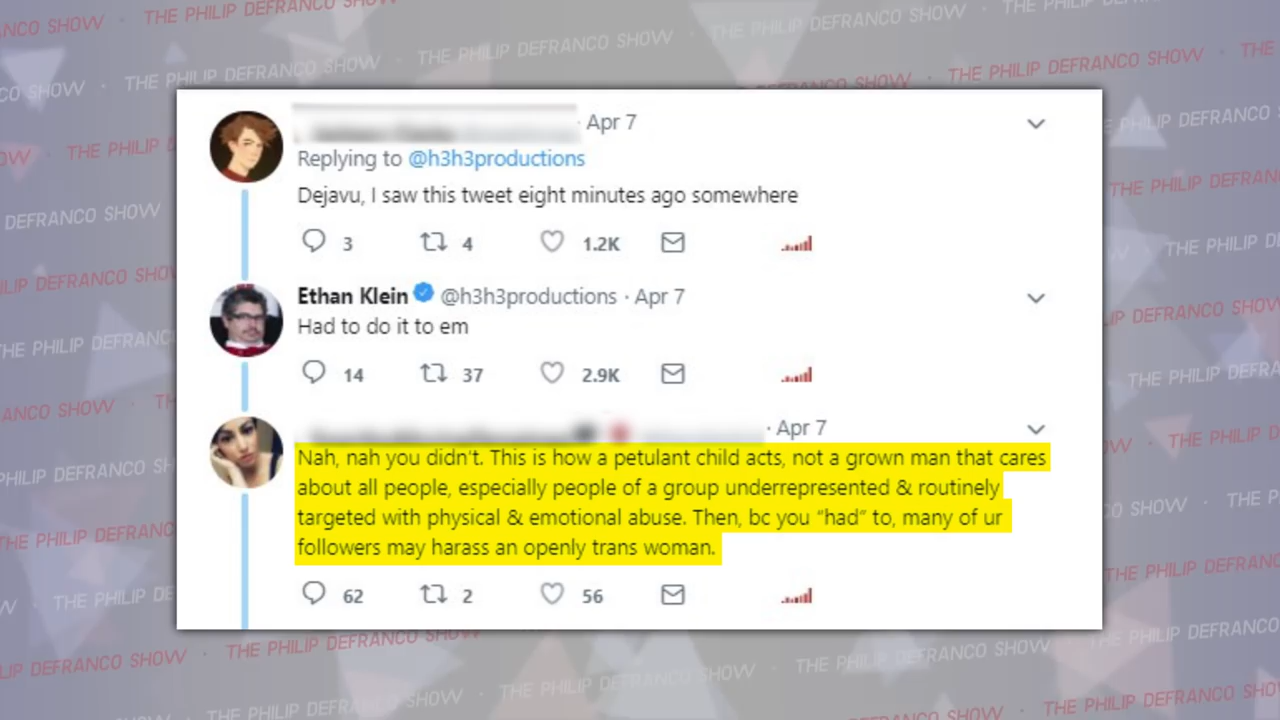 THE PHILIP DEFRANCO SHOW
Apr 7
Replying to @h3h3productions
Dejavu, I saw this tweet eight minutes ago somewhere
3 4 1.2K
Ethan Klein @h3h3productions · Apr 7
Had to do it to em
14 37 2.9K
· Apr 7
Nah, nah you didn't. This is how a petulant child acts, not a grown man that cares
about all people, especially people of a group underrepresented & routinely
targeted with physical & emotional abuse. Then, bc you "had" to, many of ur
followers may harass an openly trans woman.
62 2 56